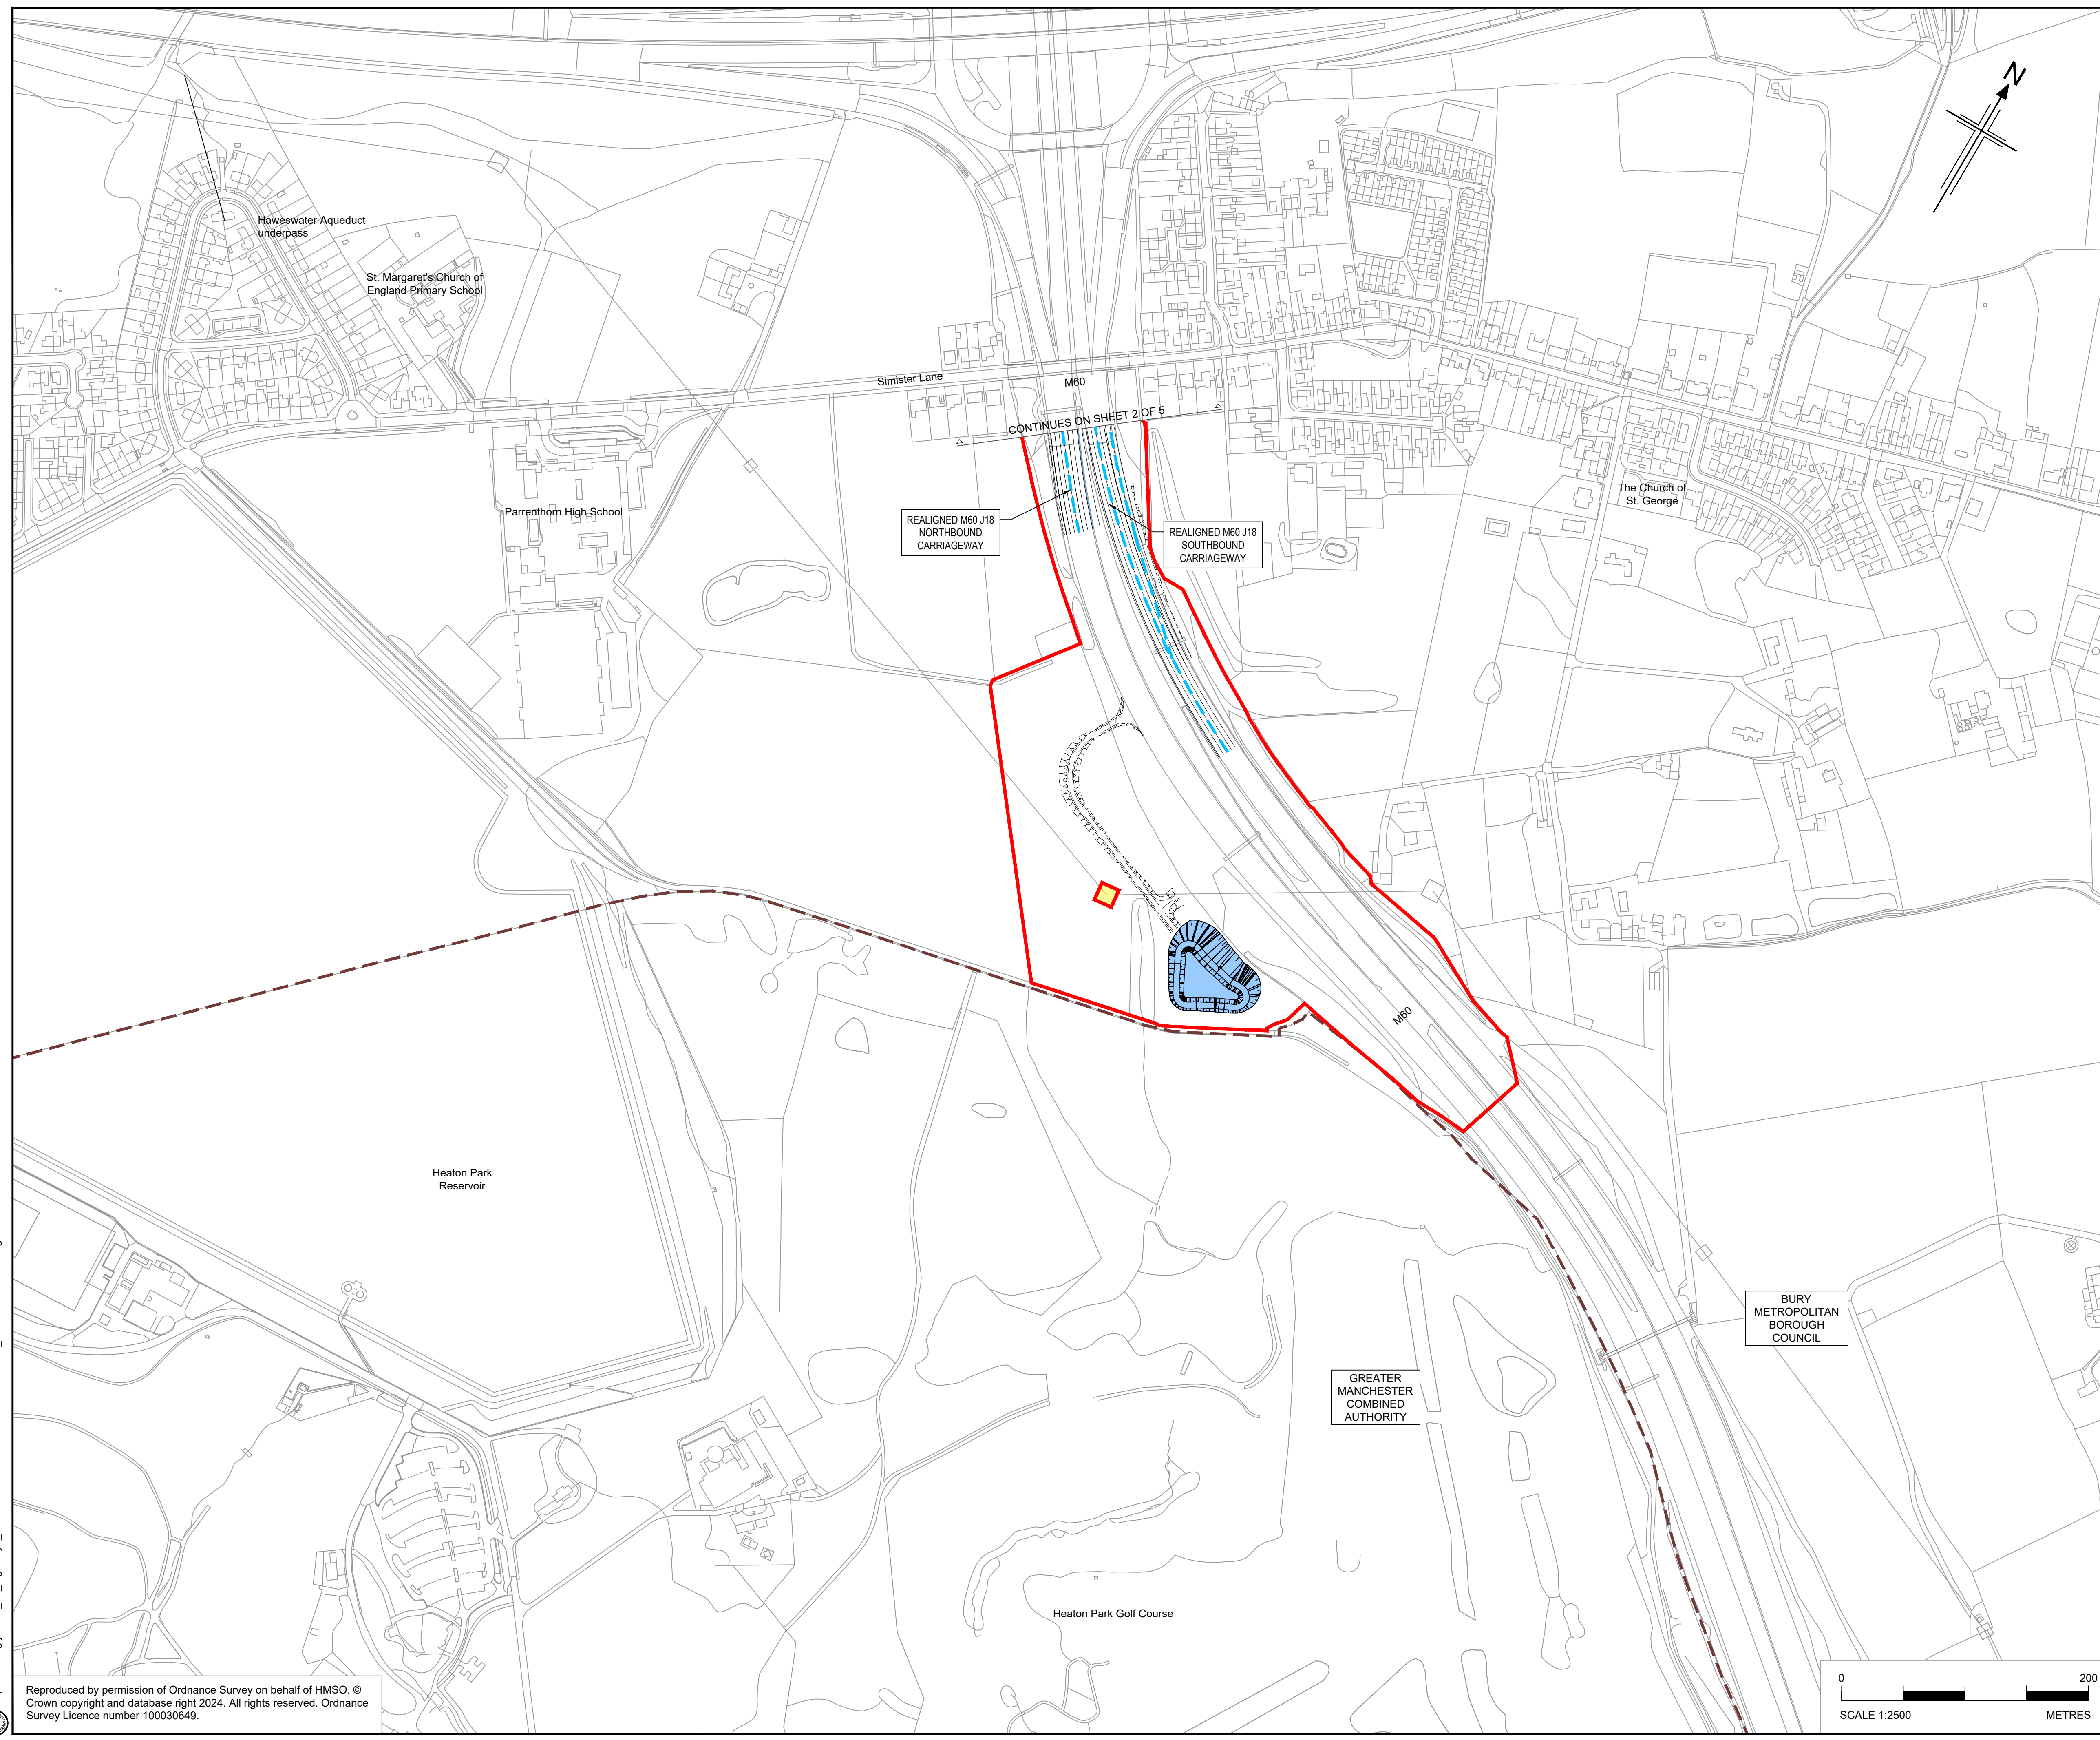 N
Haweswater Aqueduct
underpass
St. Margaret's Church of
England Primary School
Simister Lane
M60
CONTINUES ON SHEET 2 OF 5
Parrenthorn High School
REALIGNED M60 J18
NORTHBOUND
CARRIAGEWAY
REALIGNED M60 J18
SOUTHBOUND
CARRIAGEWAY
The Church of
St. George
M60
Heaton Park
Reservoir
BURY
METROPOLITAN
BOROUGH
COUNCIL
GREATER
MANCHESTER
COMBINED
AUTHORITY
Heaton Park Golf Course
Reproduced by permission of Ordnance Survey on behalf of HMSO. ©
Crown copyright and database right 2024. All rights reserved. Ordnance
Survey Licence number 100030649.
0 200
SCALE 1:2500 METRES